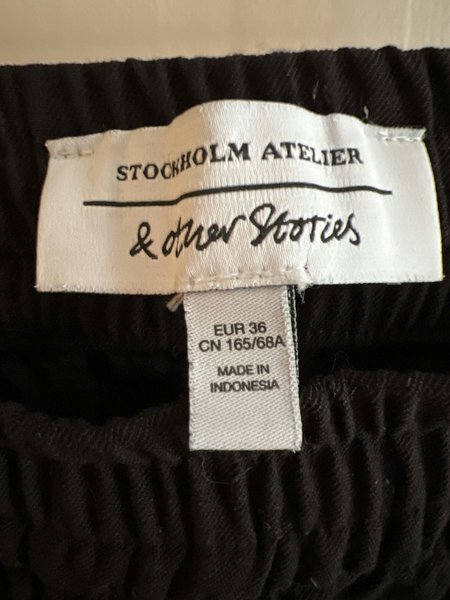 STOCKHOLM ATELIER
& other Stories
EUR 36
CN 165/68A
MADE IN
INDONESIA